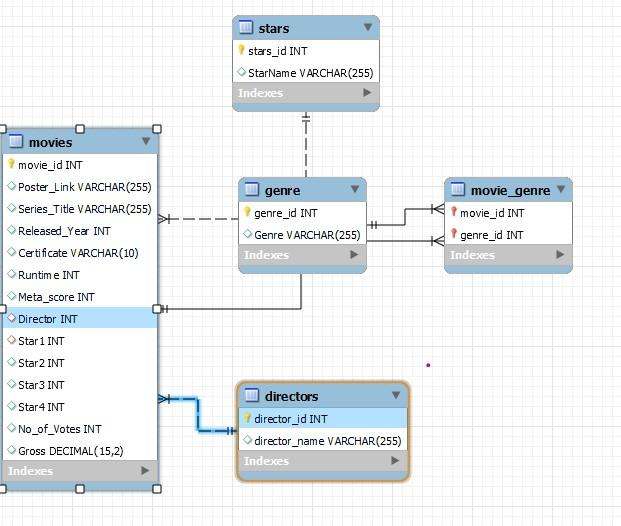 stars
stars_id INT
StarName VARCHAR(255)
Indexes
movies
movie_id INT
Poster_Link VARCHAR(255)
Series_Title VARCHAR(255)
Released_Year INT
Certificate VARCHAR(10)
Runtime INT
Meta_score INT
Director INT
Star1 INT
Star2 INT
Star3 INT
Star4 INT
No_of_Votes INT
Gross DECIMAL(15,2)
Indexes
genre
genre_id INT
Genre VARCHAR(255)
Indexes
movie_genre
movie_id INT
genre_id INT
Indexes
directors
director_id INT
director_name VARCHAR(255)
Indexes